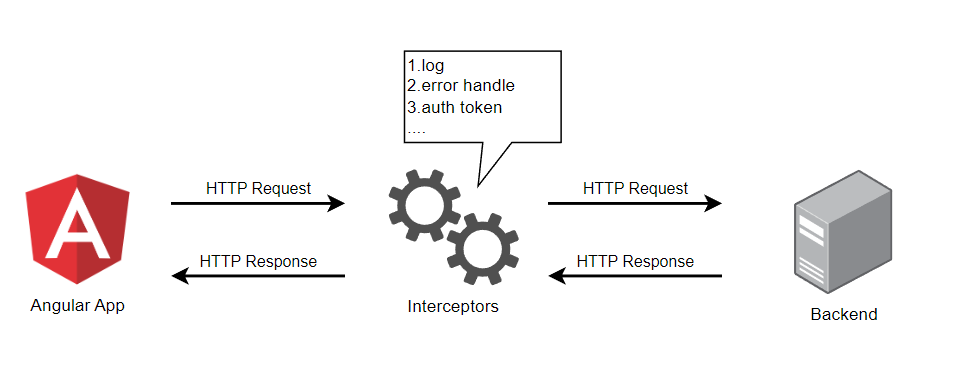 1.log
2.error handle
3.auth token
....
HTTP Request
HTTP Request
HTTP Response
HTTP Response
Angular App
Interceptors
Backend